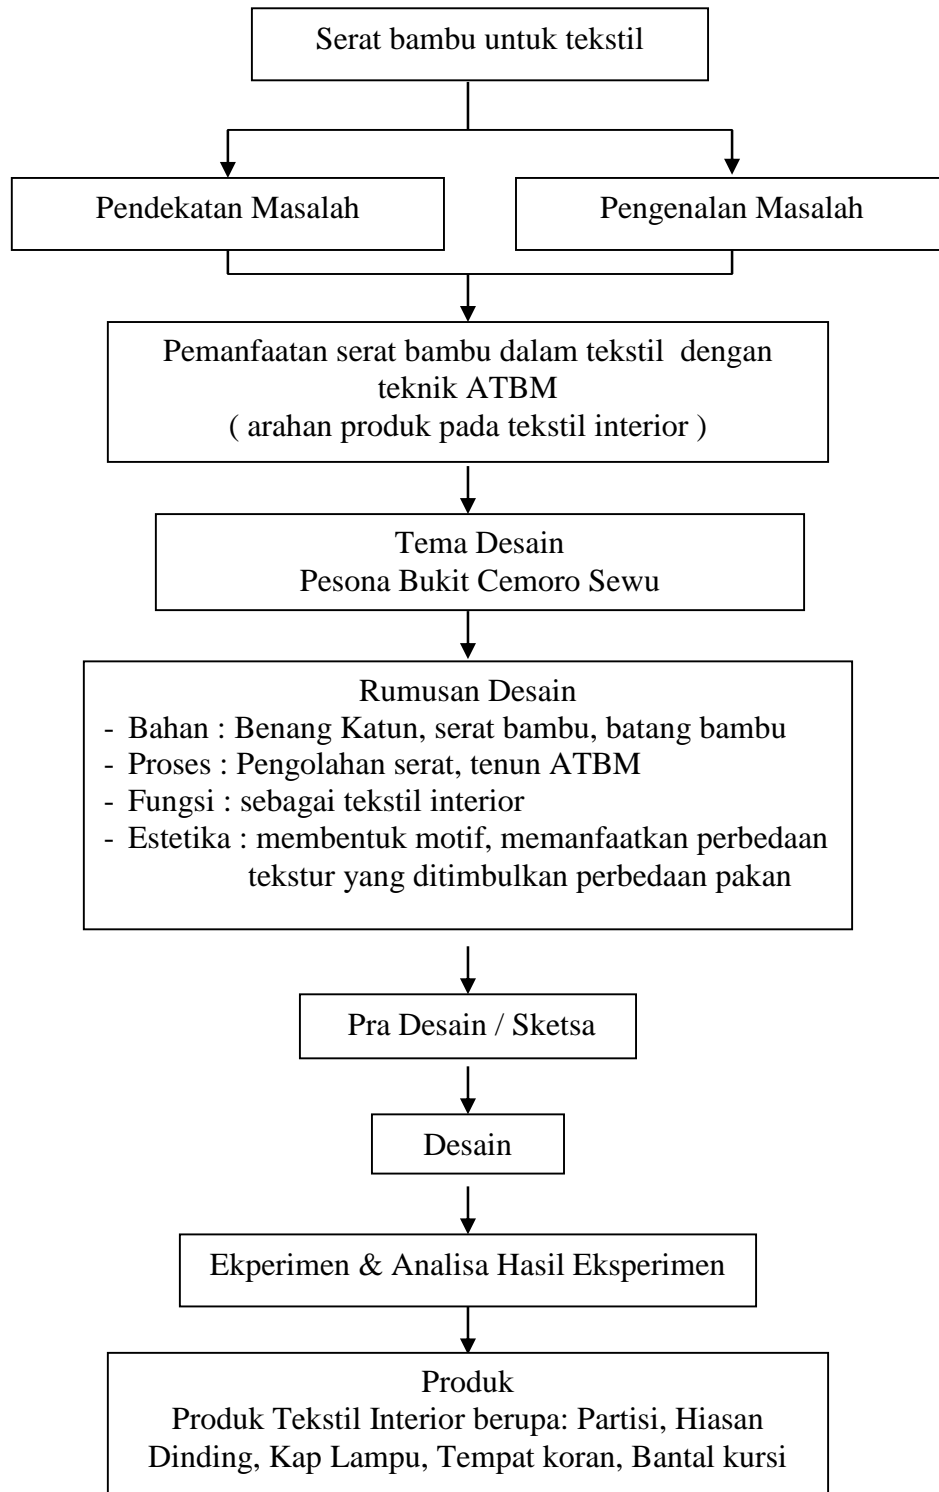 Serat bambu untuk tekstil
Pendekatan Masalah
Pengenalan Masalah
Pemanfaatan serat bambu dalam tekstil dengan
teknik ATBM
( arahan produk pada tekstil interior )
Tema Desain
Pesona Bukit Cemoro Sewu
Rumusan Desain
- Bahan : Benang Katun, serat bambu, batang bambu
- Proses : Pengolahan serat, tenun ATBM
- Fungsi : sebagai tekstil interior
- Estetika : membentuk motif, memanfaatkan perbedaan
tekstur yang ditimbulkan perbedaan pakan
Pra Desain / Sketsa
Desain
Ekperimen & Analisa Hasil Eksperimen
Produk
Produk Tekstil Interior berupa: Partisi, Hiasan
Dinding, Kap Lampu, Tempat koran, Bantal kursi